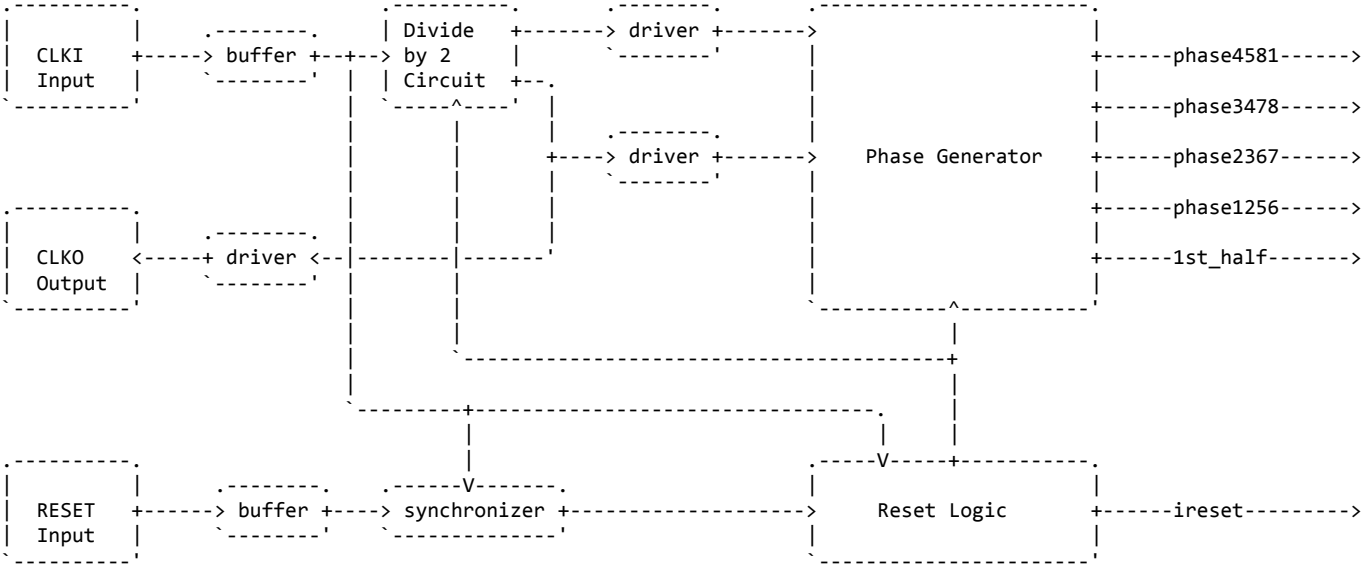 Divide driver
CLKI buffer by 2 phase4581
Input Circuit
phase3478
driver Phase Generator phase2367
phase1256
CLKO driver 1st_half
Output
RESET buffer synchronizer Reset Logic ireset
Input